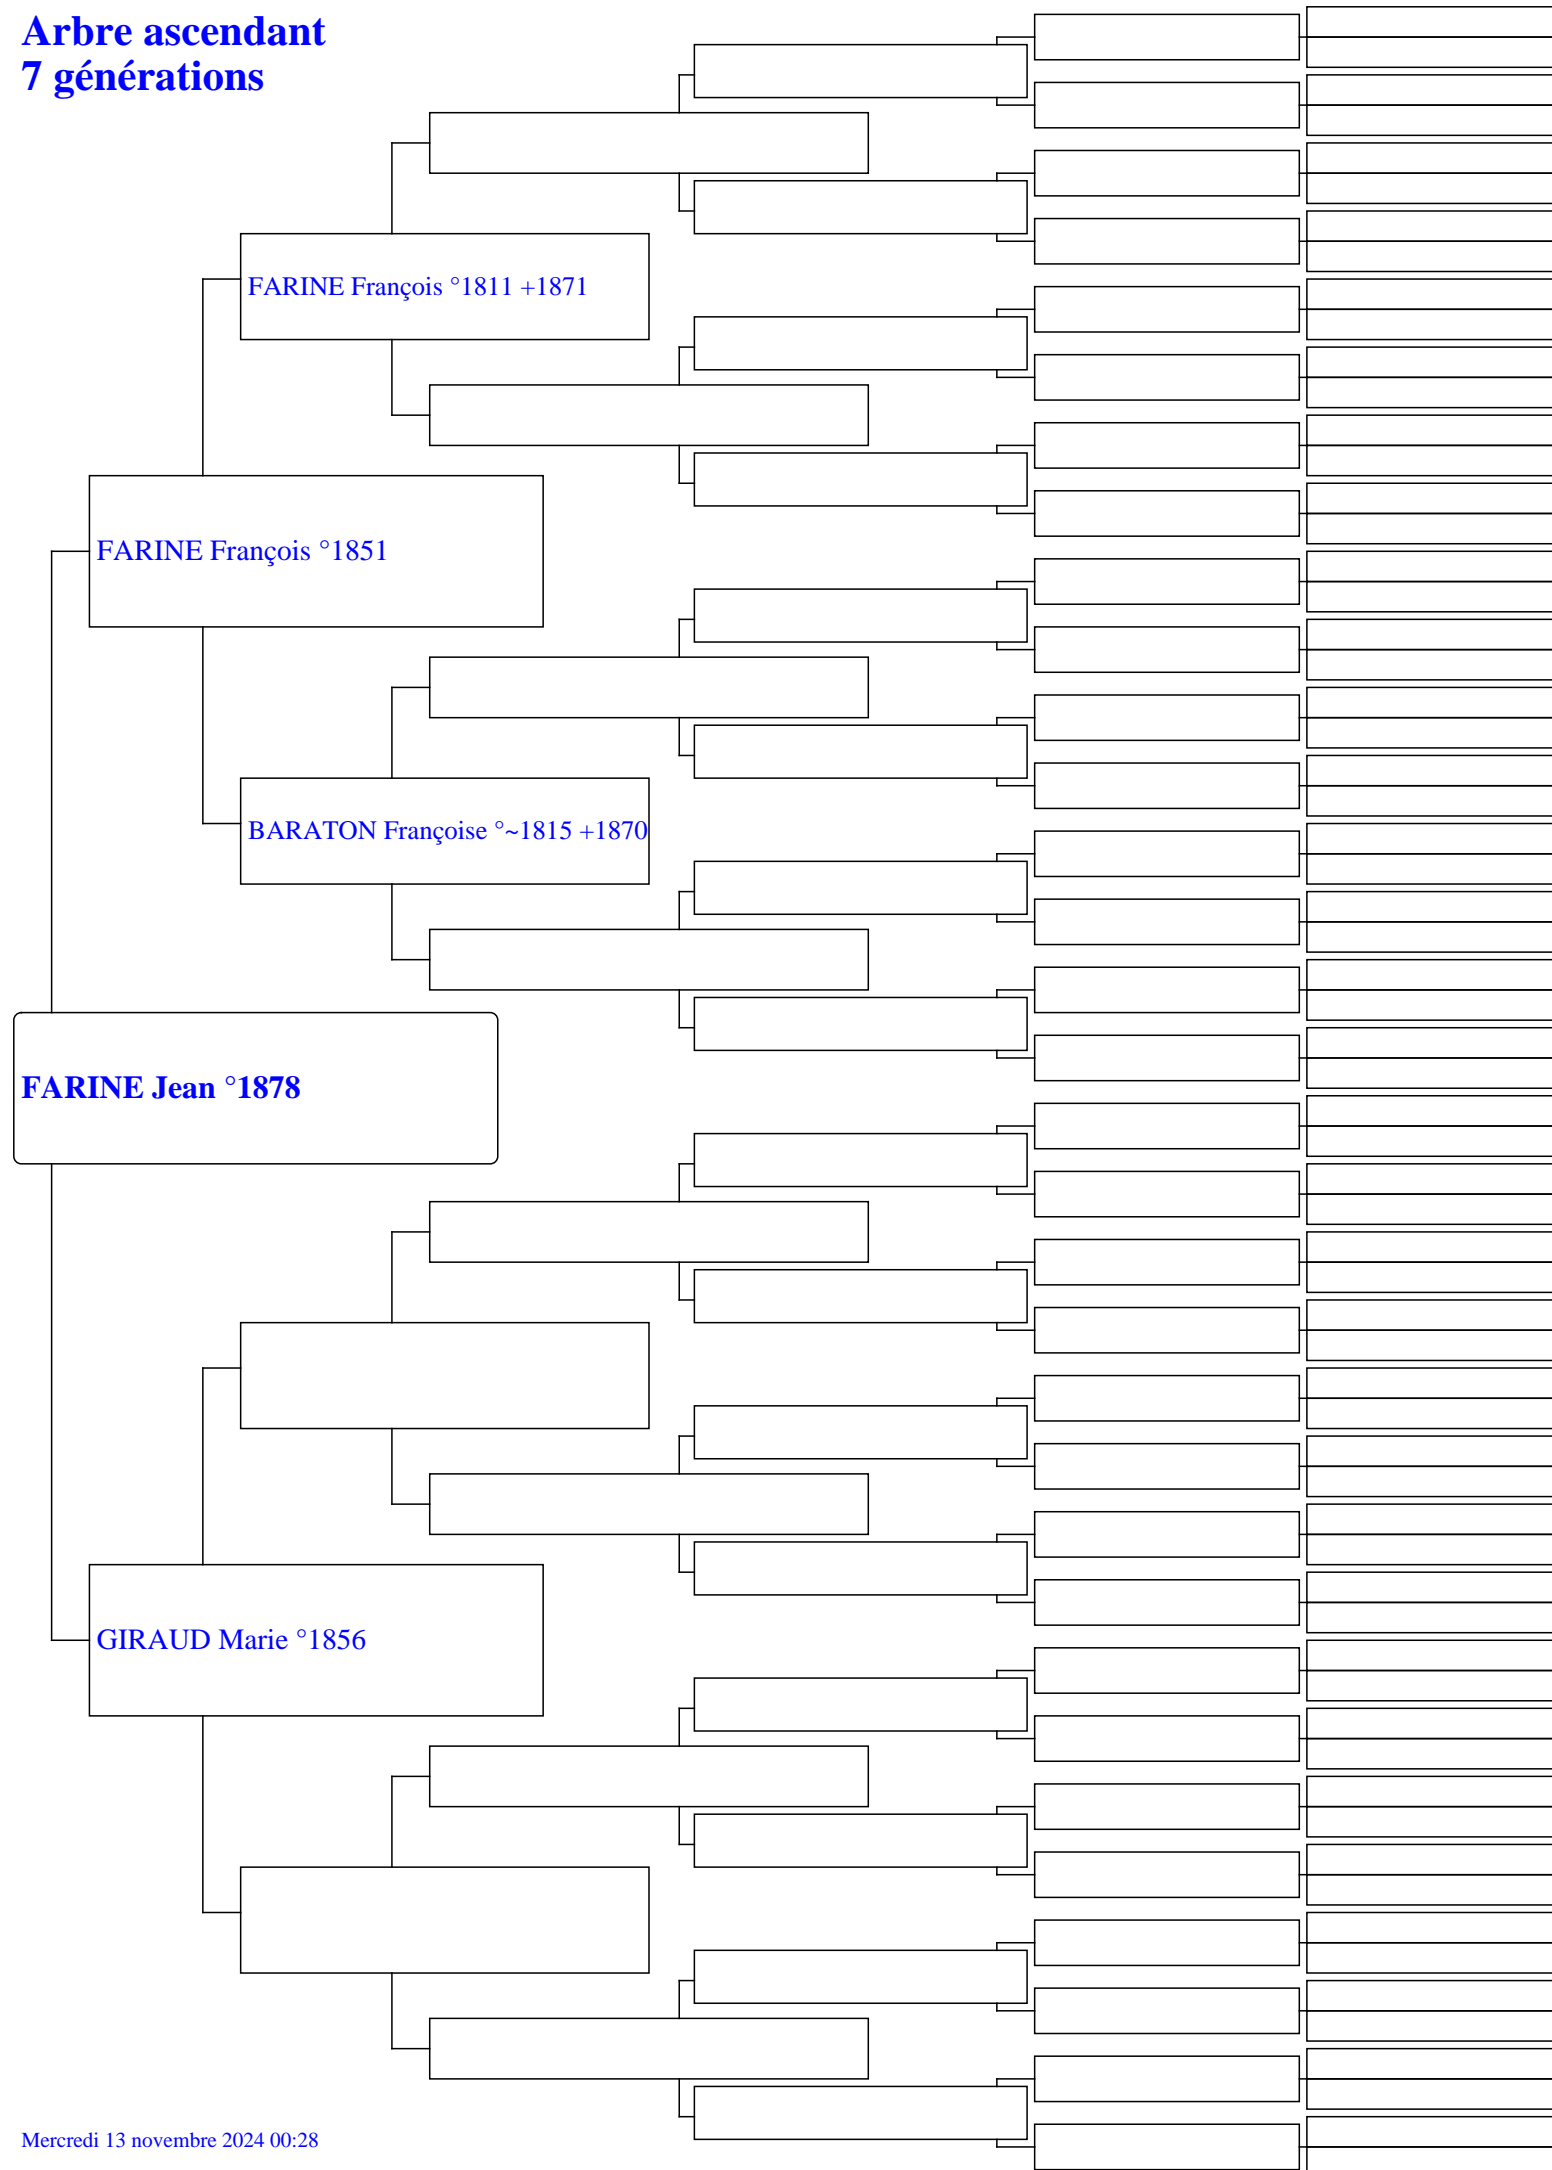 Arbre ascendant
7 générations
FARINE François °1811 +1871
FARINE François °1851
BARATON Françoise °~1815 +1870
FARINE Jean °1878
GIRAUD Marie °1856
Mercredi 13 novembre 2024 00:28